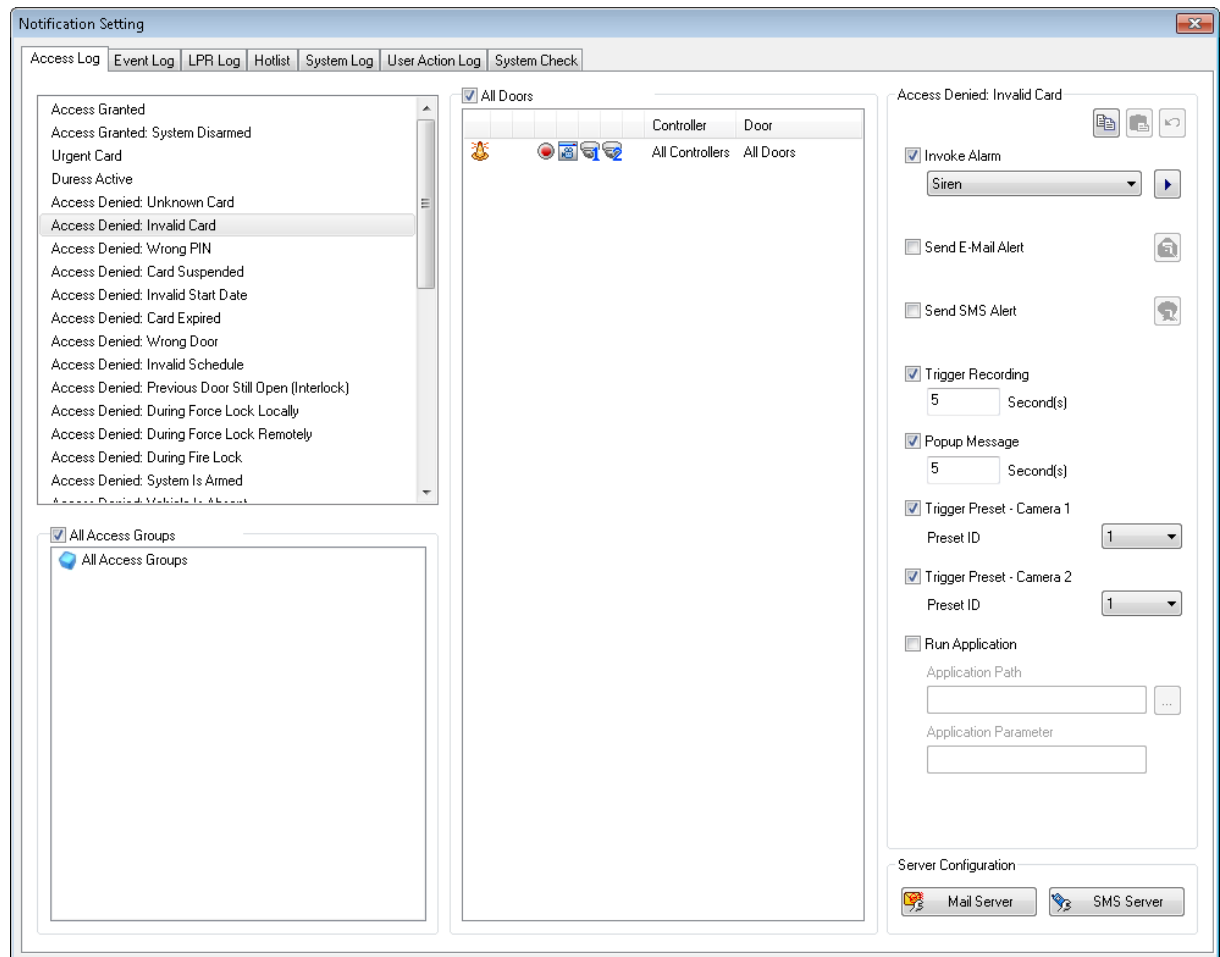 Notification Setting
Access Log Event Log LPR Log Hotlist System Log User Action Log System Check
Access Granted
Access Granted: System Disarmed
Urgent Card
Duress Active
Access Denied: Unknown Card
Access Denied: Invalid Card
Access Denied: Wrong PIN
Access Denied: Card Suspended
Access Denied: Invalid Start Date
Access Denied: Card Expired
Access Denied: Wrong Door
Access Denied: Invalid Schedule
Access Denied: Previous Door Still Open (Interlock)
Access Denied: During Force Lock Locally
Access Denied: During Force Lock Remotely
Access Denied: During Fire Lock
Access Denied: System Is Armed
Access Denied: Vehicle Is Absent
All Access Groups
All Access Groups
All Doors
Controller Door
1 2 All Controllers All Doors
Access Denied: Invalid Card
Invoke Alarm
Siren
Send E-Mail Alert
Send SMS Alert
Trigger Recording
5 Second(s)
Popup Message
5 Second(s)
Trigger Preset - Camera 1
Preset ID 1
Trigger Preset - Camera 2
Preset ID 1
Run Application
Application Path
...
Application Parameter
Server Configuration
Mail Server SMS Server